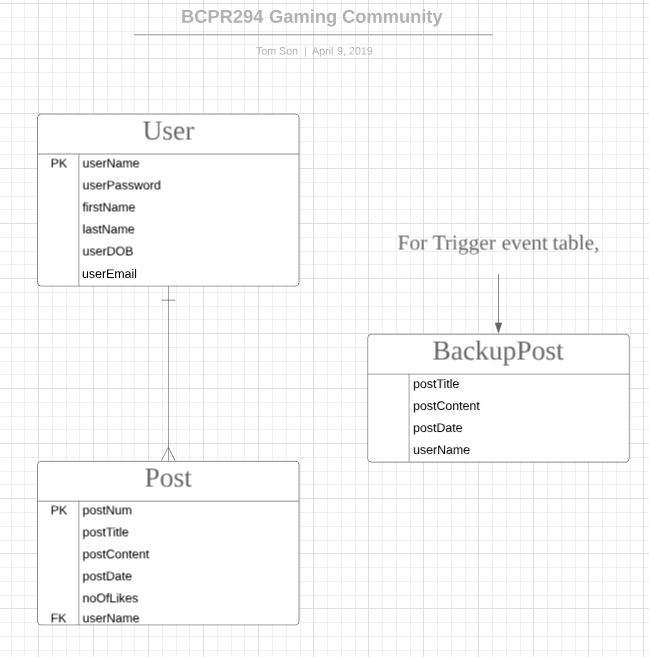 BCPR294 Gaming Community
Tom Son | April 9, 2019
User
PK userName
userPassword
firstName
lastName
userDOB
userEmail
For Trigger event table,
BackupPost
postTitle
postContent
postDate
userName
Post
PK postNum
postTitle
postContent
postDate
noOfLikes
FK userName